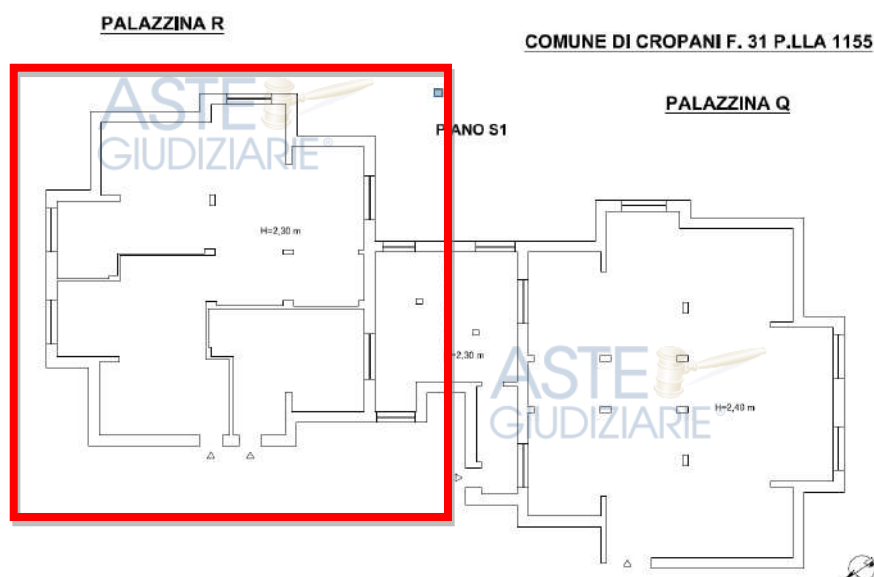 PALAZZINA R
COMUNE DI CROPANI F. 31 P.LLA 1155
ASTE
GIUDIZIARIE®
PALAZZINA Q
PIANO S1
H=2,30 m
=2,30 m
ASTE
GIUDIZIARIE®
H=2,40 m